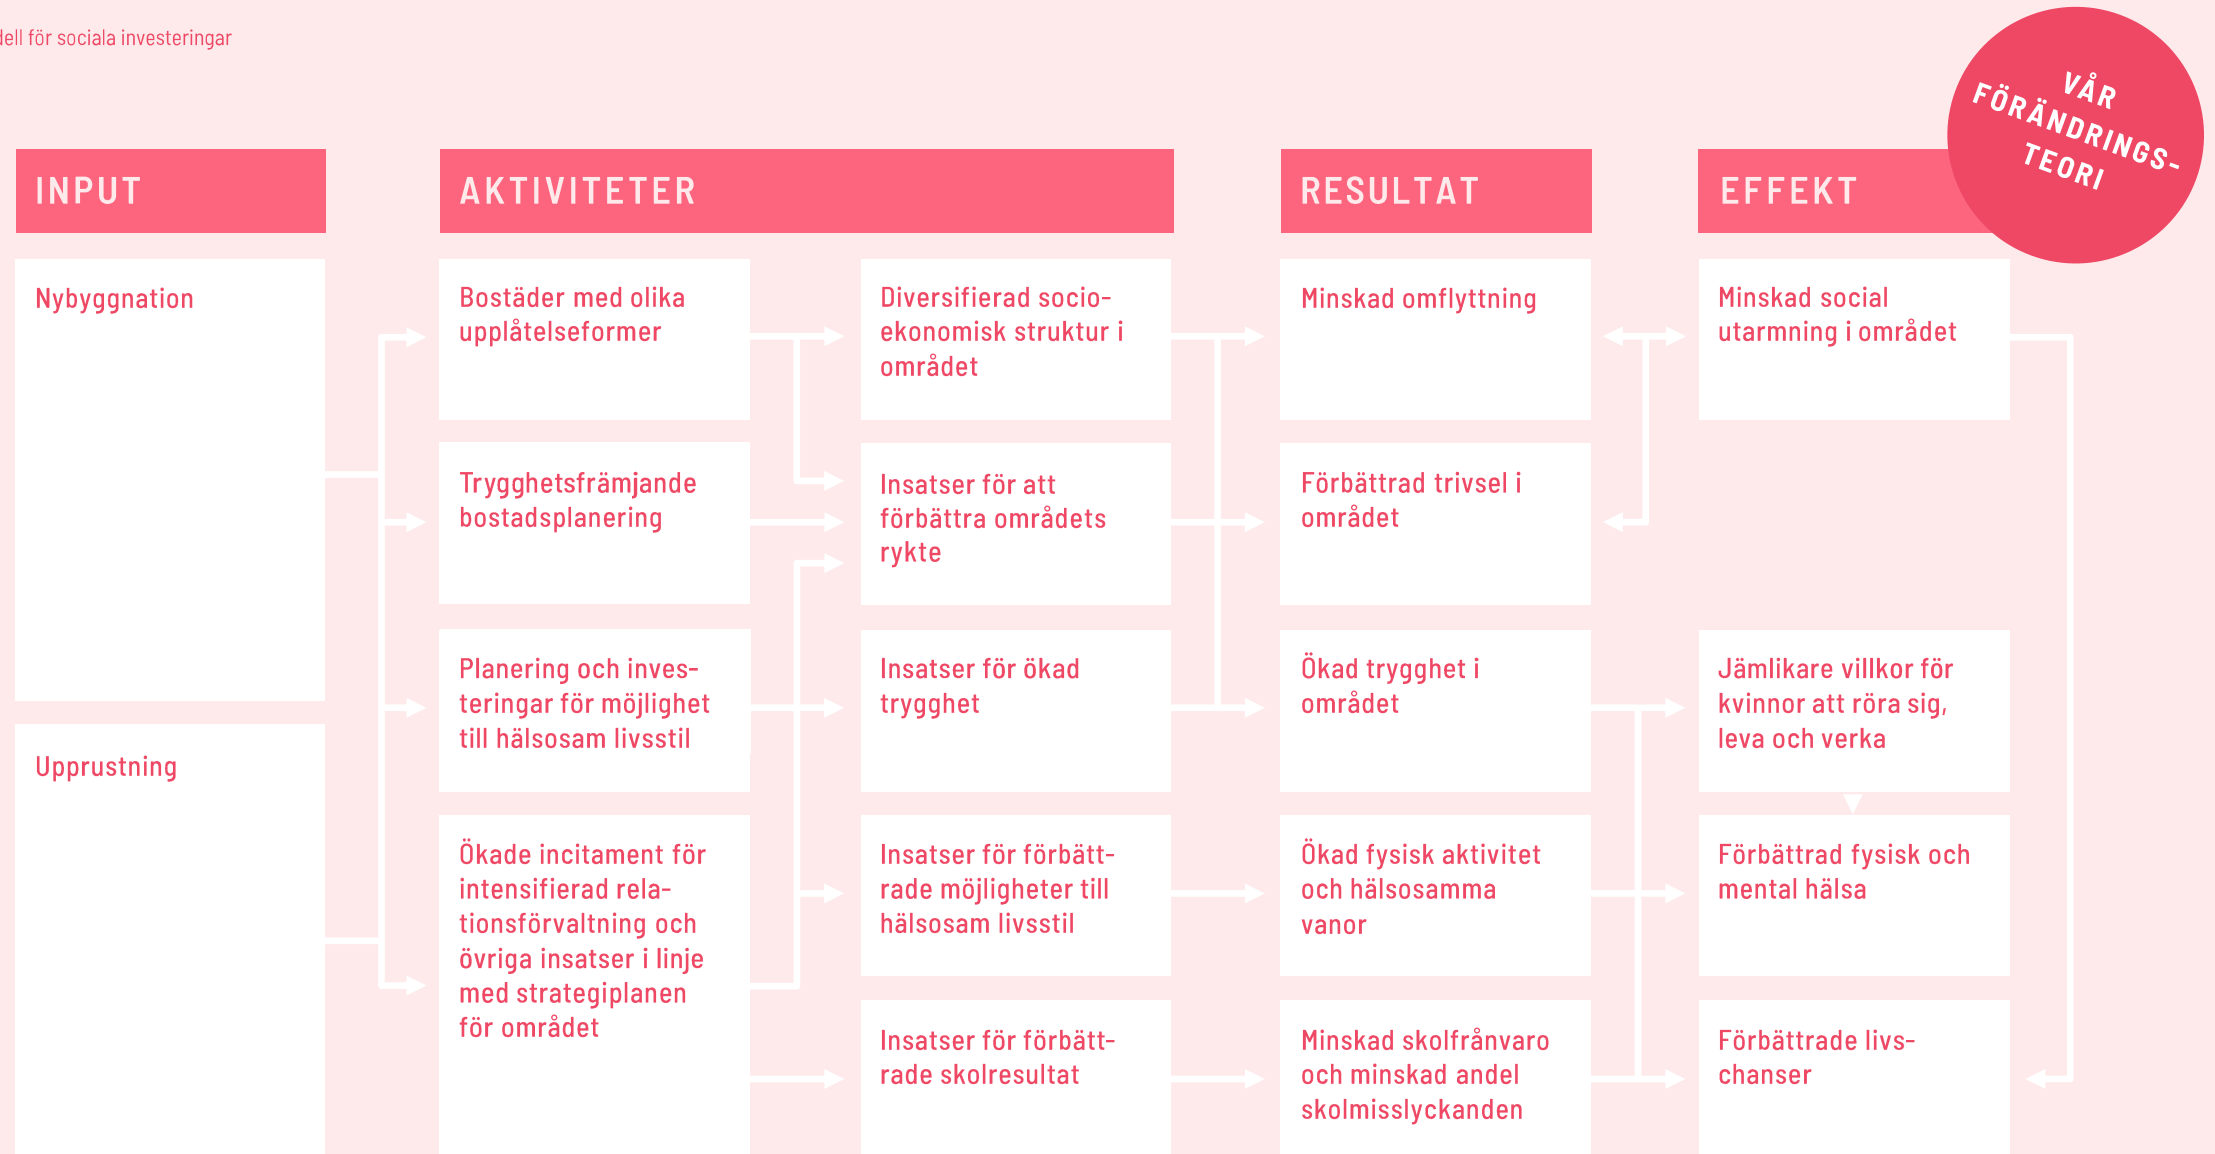 för sociala investeringar
VÅR
FÖRÄNDRINGS-
TEORI
INPUT
AKTIVITETER
RESULTAT
EFFEKT
Nybyggnation
Upprustning
Bostäder med olika
upplåtelseformer
Trygghetsfrämjande
bostadsplanering
Planering och inves-
teringar för möjlighet
till hälsosam livsstil
Ökade incitament för
intensifierad rela-
tionsförvaltning och
övriga insatser i linje
med strategiplanen
för området
Diversifierad socio-
ekonomisk struktur i
området
Insatser för att
förbättra områdets
rykte
Insatser för ökad
trygghet
Insatser för förbätt-
rade möjligheter till
hälsosam livsstil
Insatser för förbätt-
rade skolresultat
Minskad omflyttning
Förbättrad trivsel i
området
Ökad trygghet i
området
Ökad fysisk aktivitet
och hälsosamma
vanor
Minskad skolfrånvaro
och minskad andel
skolmisslyckanden
Minskad social
utarmning i området
Jämlikare villkor för
kvinnor att röra sig,
leva och verka
Förbättrad fysisk och
mental hälsa
Förbättrade livs-
chanser